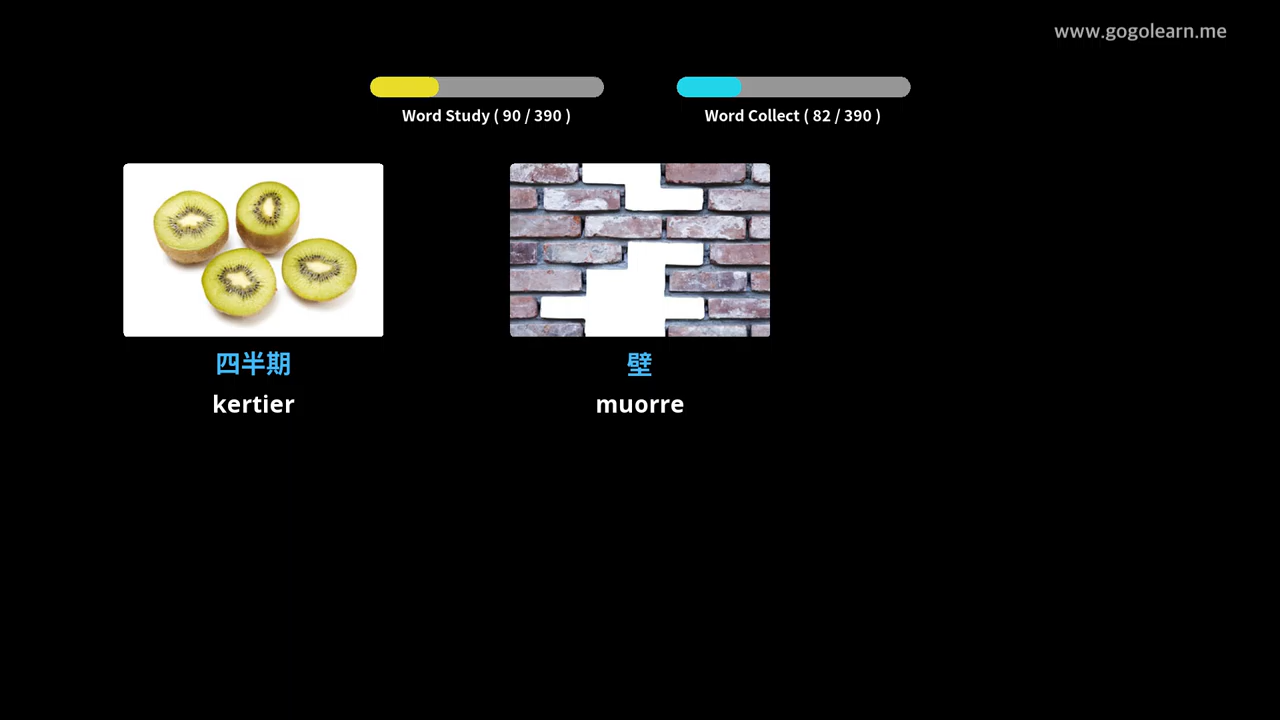 www.gogolearn.me
Word Study ( 90 / 390 )
Word Collect ( 82 / 390 )
四半期
kertier
壁
muorre